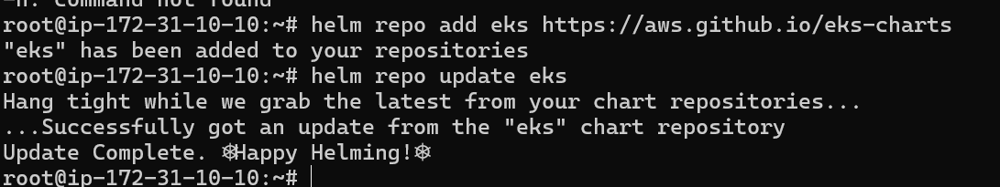 -n: command not found
root@ip-172-31-10-10:~# helm repo add eks https://aws.github.io/eks-charts
"eks" has been added to your repositories
root@ip-172-31-10-10:~# helm repo update eks
Hang tight while we grab the latest from your chart repositories...
...Successfully got an update from the "eks" chart repository
Update Complete. ⎈Happy Helming!⎈
root@ip-172-31-10-10:~#